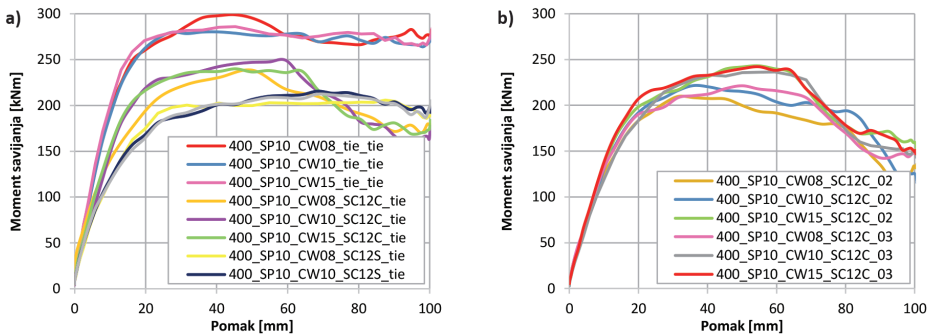 a)
Moment savijanja [kNm]
300
250
200
150
100
50
0
400_SP10_CW08_tie_tie
400_SP10_CW10_tie_tie
400_SP10_CW15_tie_tie
400_SP10_CW08_SC12C_tie
400_SP10_CW10_SC12C_tie
400_SP10_CW15_SC12C_tie
400_SP10_CW08_SC12S_tie
400_SP10_CW10_SC12S_tie
0 20 40 60 80 100
Pomak [mm]
b)
Moment savijanja [kNm]
300
250
200
150
100
50
0
400_SP10_CW08_SC12C_02
400_SP10_CW10_SC12C_02
400_SP10_CW15_SC12C_02
400_SP10_CW08_SC12C_03
400_SP10_CW10_SC12C_03
400_SP10_CW15_SC12C_03
0 20 40 60 80 100
Pomak [mm]